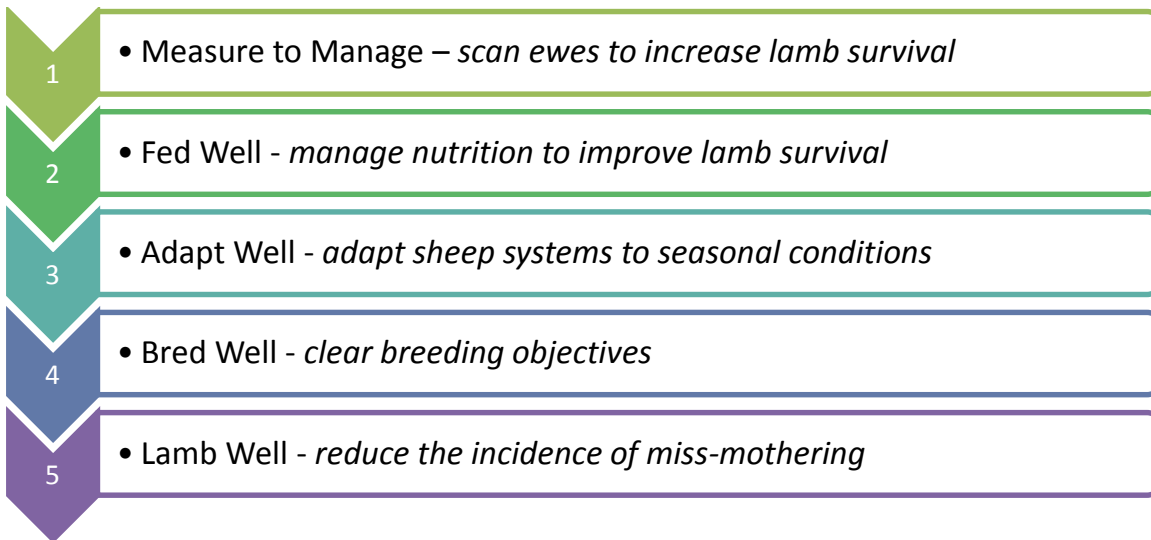 1
• Measure to Manage – scan ewes to increase lamb survival
2
• Fed Well - manage nutrition to improve lamb survival
3
• Adapt Well - adapt sheep systems to seasonal conditions
4
• Bred Well - clear breeding objectives
5
• Lamb Well - reduce the incidence of miss-mothering